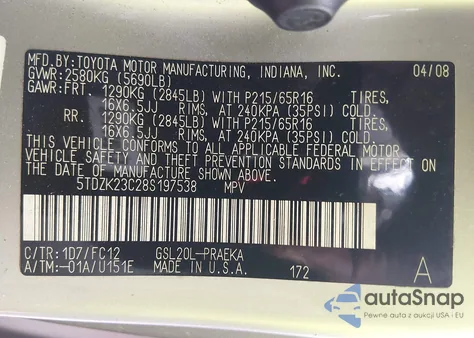 MFD.BY: TOYOTA MOTOR MANUFACTURING, INDIANA, INC. 04/08
GVWR: 2580KG (5690LB)
GAWR: FRT. 1290KG (2845LB) WITH P215/65R16 TIRES,
16X6.5JJ RIMS, AT 240KPA (35PSI) COLD.
RR. 1290KG (2845LB) WITH P215/65R16 TIRES,
16X6.5JJ RIMS, AT 240KPA (35PSI) COLD.
THIS VEHICLE CONFORMS TO ALL APPLICABLE FEDERAL MOTOR
VEHICLE SAFETY AND THEFT PREVENTION STANDARDS IN EFFECT ON
THE DATE OF MANUFACTURE SHOWN ABOVE.
5TDZK23C28S197538 MPV
C/TR: 1D7/FC12 GSL20L-PRAEKA
A/TM: -01A/U151E MADE IN U.S.A. 172 A
autoSnap
Pewne auta z aukcji USA i EU